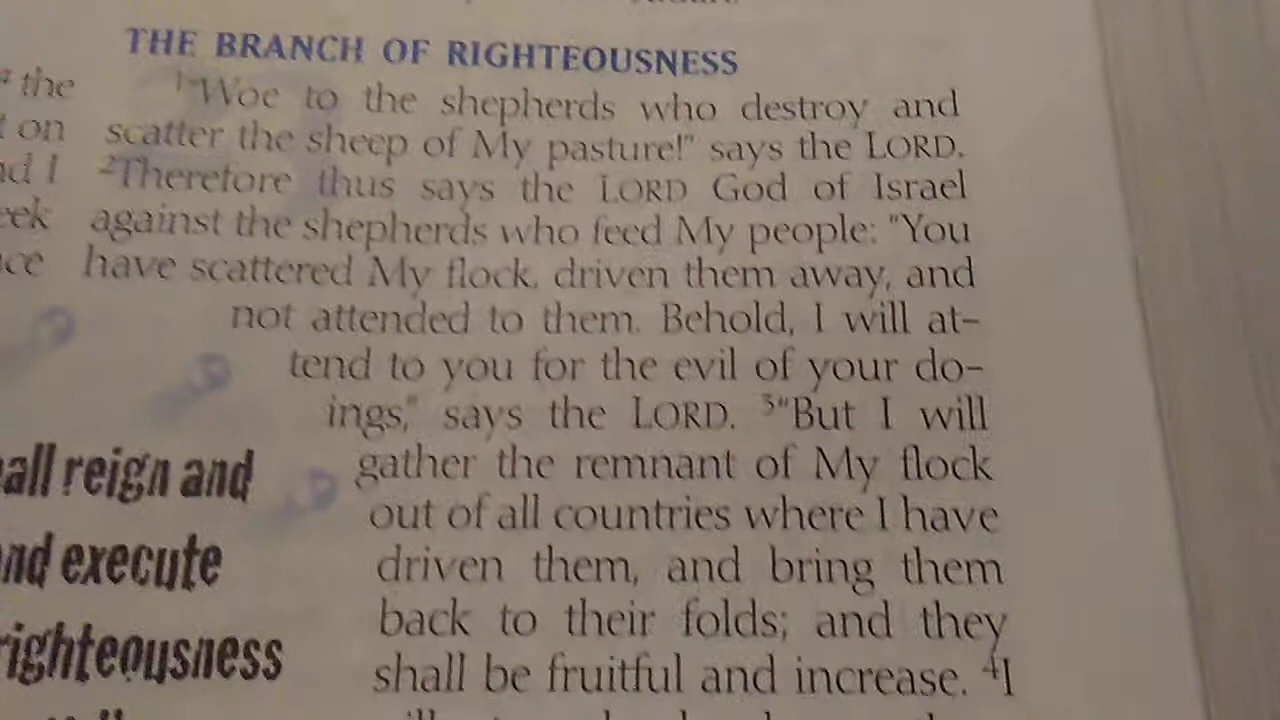 THE BRANCH OF RIGHTEOUSNESS
1"Woe to the shepherds who destroy and
scatter the sheep of My pasture!" says the LORD.
2Therefore thus says the LORD God of Israel
against the shepherds who feed My people: "You
have scattered My flock, driven them away, and
not attended to them. Behold, I will at-
tend to you for the evil of your do-
ings," says the LORD. 3"But I will
gather the remnant of My flock
out of all countries where I have
driven them, and bring them
back to their folds; and they
shall be fruitful and increase. 4I
the
on
I
all reign and
nd execute
righteousness